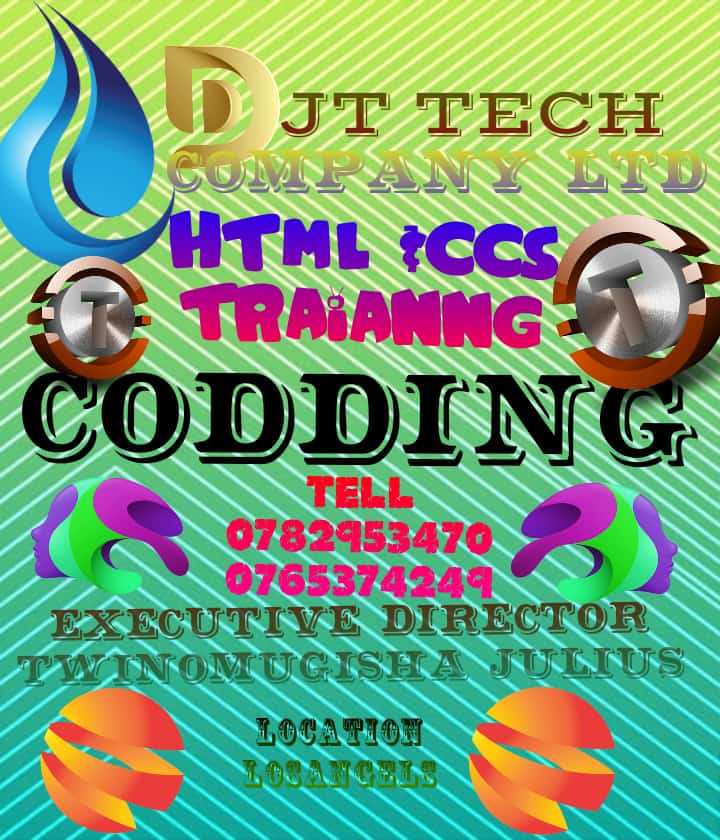 DJT TECH
COMPANY LTD
HTML &CCS
TRAIANNG
T
T
CODDING
TELL
0782953470
0765374249
EXECUTIVE DIRECTOR
TWINOMUGISHA JULIUS
LOCATION
LOSANGELS